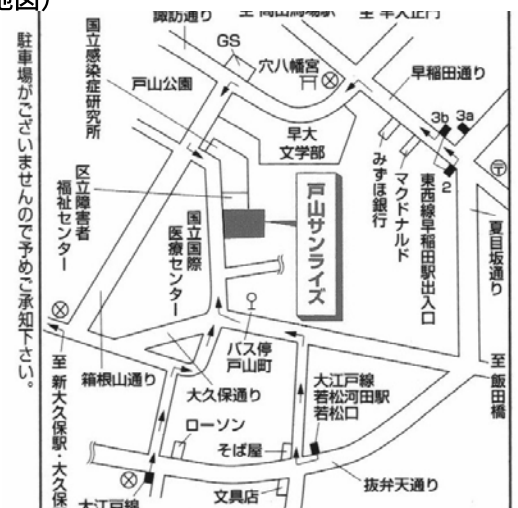 地図)
諏訪通り
至 高田馬場駅
至 早大正門
GS
穴八幡宮
早稲田通り
国立感染症研究所
戸山公園
3b
3a
早大
文学部
みずほ銀行
マクドナルド
東西線早稲田駅出入口
2
夏目坂通り
駐車場がございませんので予めご承知下さい。
区立障害者
福祉センター
国立国際
医療センター
戸山サンライズ
バス停
戸山町
至 飯田橋
至 新大久保駅・大久保
箱根山通り
大久保通り
大江戸線
若松河田駅
若松口
ローソン
そば屋
文具店
抜弁天通り
大江戸線